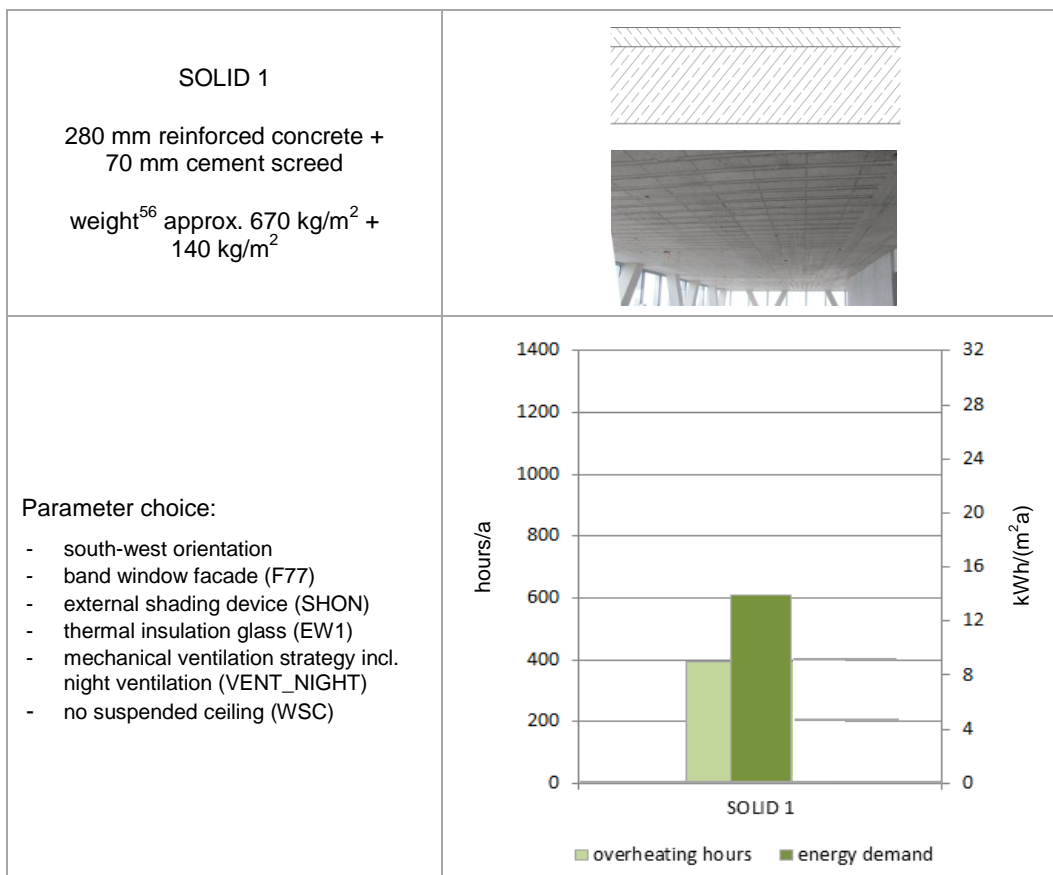 SOLID 1
280 mm reinforced concrete +
70 mm cement screed
weight56 approx. 670 kg/m2 +
140 kg/m2
Parameter choice:
- south-west orientation
- band window facade (F77)
- external shading device (SHON)
- thermal insulation glass (EW1)
- mechanical ventilation strategy incl.
night ventilation (VENT_NIGHT)
- no suspended ceiling (WSC)
1400
1200
1000
800
600
400
200
0
hours/a
32
28
24
20
16
12
8
4
0
kWh/(m2a)
SOLID 1
overheating hours
energy demand